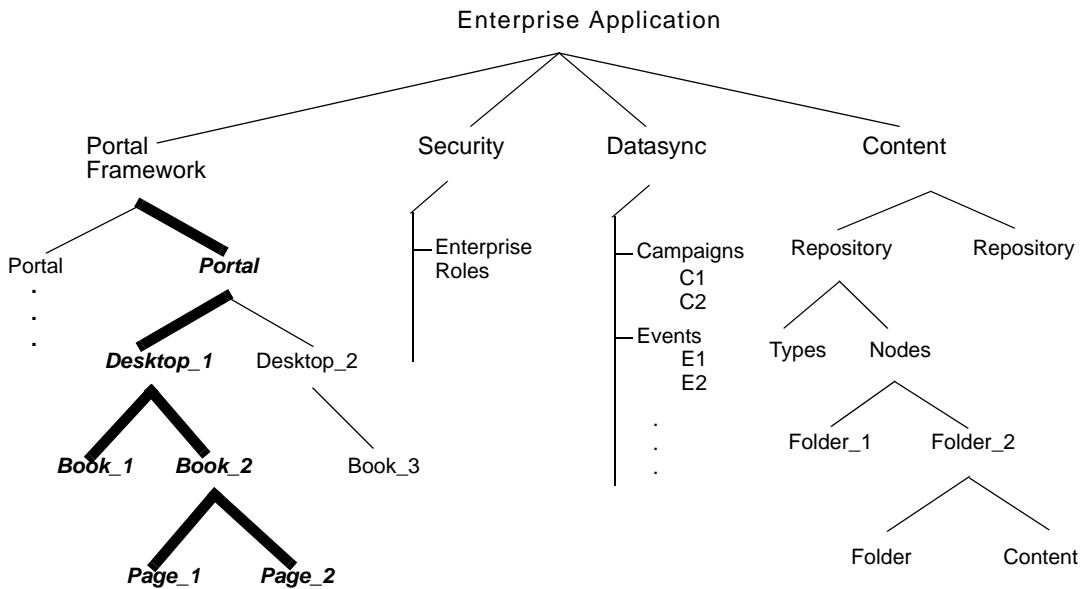 Enterprise Application
Portal
Framework
Security
Datasync
Content
Portal
Portal
Enterprise
Roles
Campaigns
C1
C2
Repository
Repository
Desktop_1
Desktop_2
Events
E1
E2
Types
Nodes
Book_1
Book_2
Book_3
Folder_1
Folder_2
Page_1
Page_2
Folder
Content